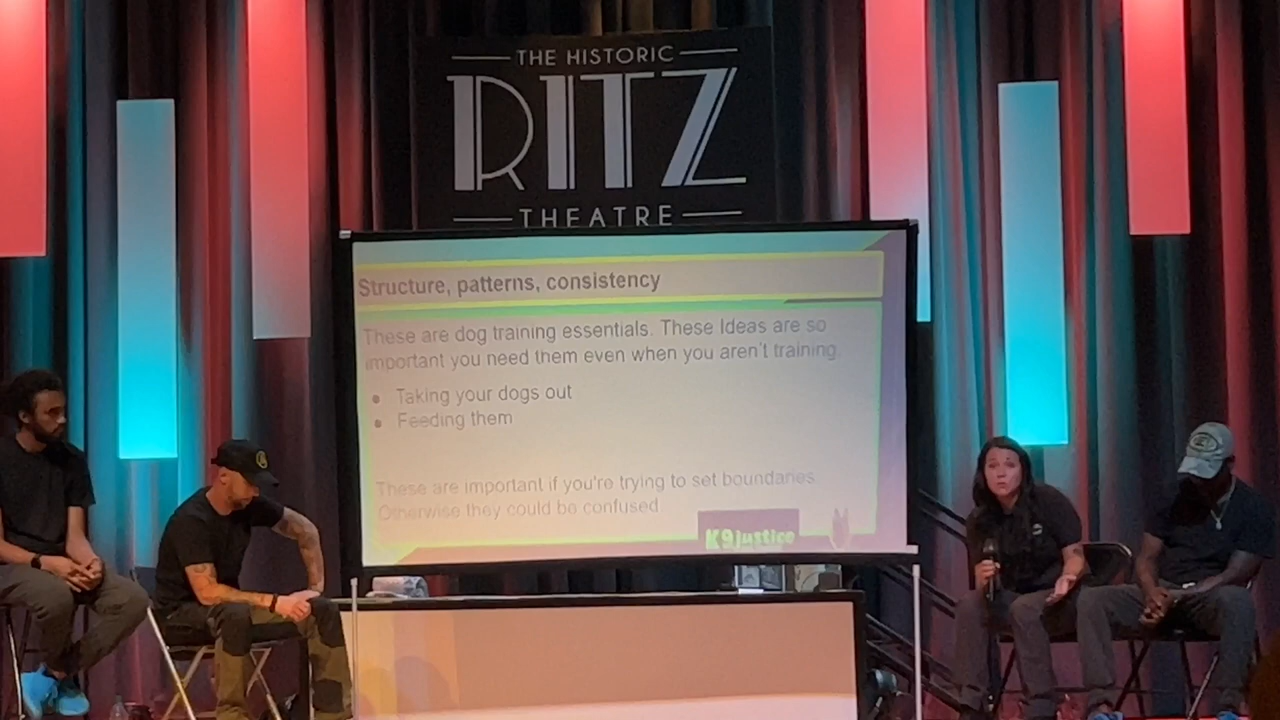 THE HISTORIC
RITZ
THEATRE
Structure, patterns, consistency
These are dog training essentials. These Ideas are so
important you need them even when you aren't training.
● Taking your dogs out
● Feeding them
These are important if you're trying to set boundaries.
Otherwise they could be confused
K9justice